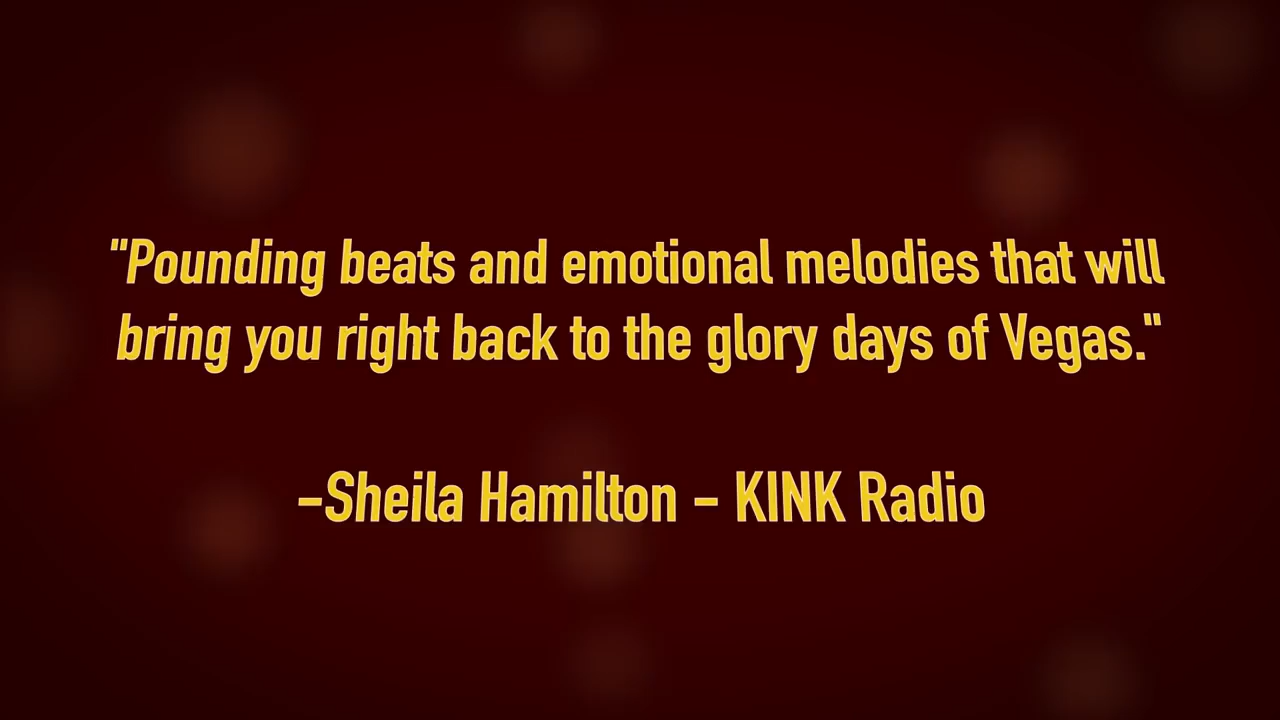 "Pounding beats and emotional melodies that will
bring you right back to the glory days of Vegas."
–Sheila Hamilton – KINK Radio